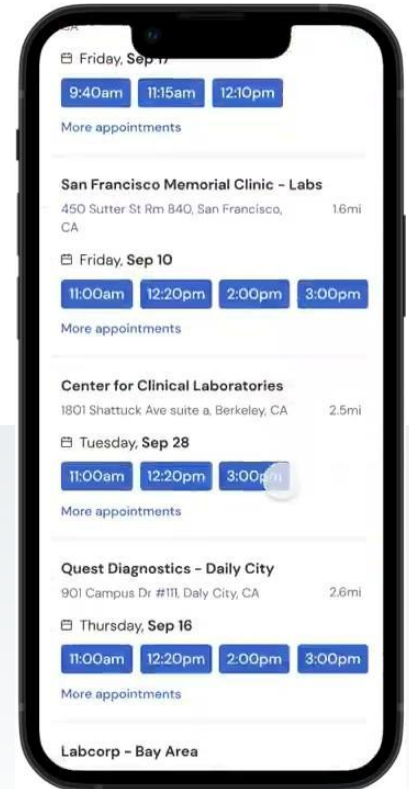 CA
Friday, Sep 17
9:40am 11:15am 12:10pm
More appointments
San Francisco Memorial Clinic - Labs
450 Sutter St Rm 840, San Francisco, 1.6mi
CA
Friday, Sep 10
11:00am 12:20pm 2:00pm 3:00pm
More appointments
Center for Clinical Laboratories
1801 Shattuck Ave suite a, Berkeley, CA 2.5mi
Tuesday, Sep 28
11:00am 12:20pm 3:00pm
More appointments
Quest Diagnostics - Daily City
901 Campus Dr #111, Daly City, CA 2.6mi
Thursday, Sep 16
11:00am 12:20pm 2:00pm 3:00pm
More appointments
Labcorp - Bay Area